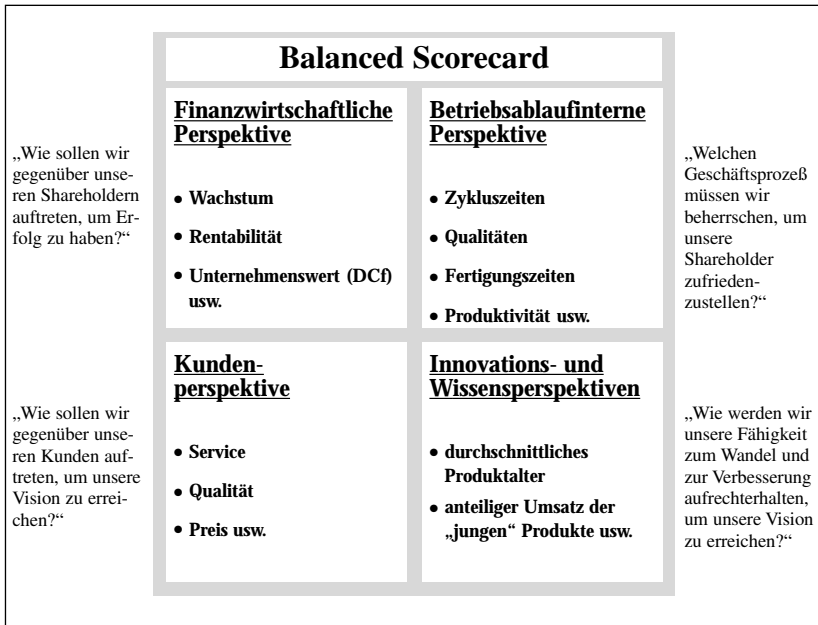 Balanced Scorecard
„Wie sollen wir
gegenüber unse-
ren Shareholdern
auftreten, um Er-
folg zu haben?“
Finanzwirtschaftliche
Perspektive
• Wachstum
• Rentabilität
• Unternehmenswert (DCf)
usw.
Betriebsablaufinterne
Perspektive
• Zykluszeiten
• Qualitäten
• Fertigungszeiten
• Produktivität usw.
„Welchen
Geschäftsprozeß
müssen wir
beherrschen, um
unsere
Shareholder
zufrieden-
zustellen?“
„Wie sollen wir
gegenüber unse-
ren Kunden auf-
treten, um unsere
Vision zu errei-
chen?“
Kunden-
perspektive
• Service
• Qualität
• Preis usw.
Innovations- und
Wissensperspektiven
• durchschnittliches
Produktalter
• anteiliger Umsatz der
„jungen“ Produkte usw.
„Wie werden wir
unsere Fähigkeit
zum Wandel und
zur Verbesserung
aufrechterhalten,
um unsere Vision
zu erreichen?“